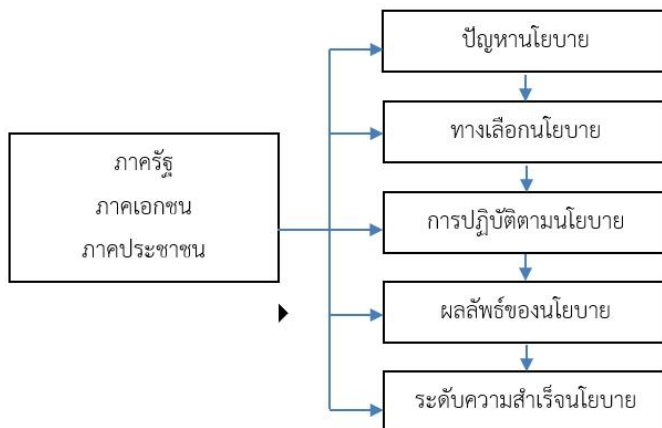 ภาครัฐ
ภาคเอกชน
ภาคประชาชน
ปัญหานโยบาย
ทางเลือกนโยบาย
การปฏิบัติตามนโยบาย
ผลลัพธ์ของนโยบาย
ระดับความสำเร็จนโยบาย